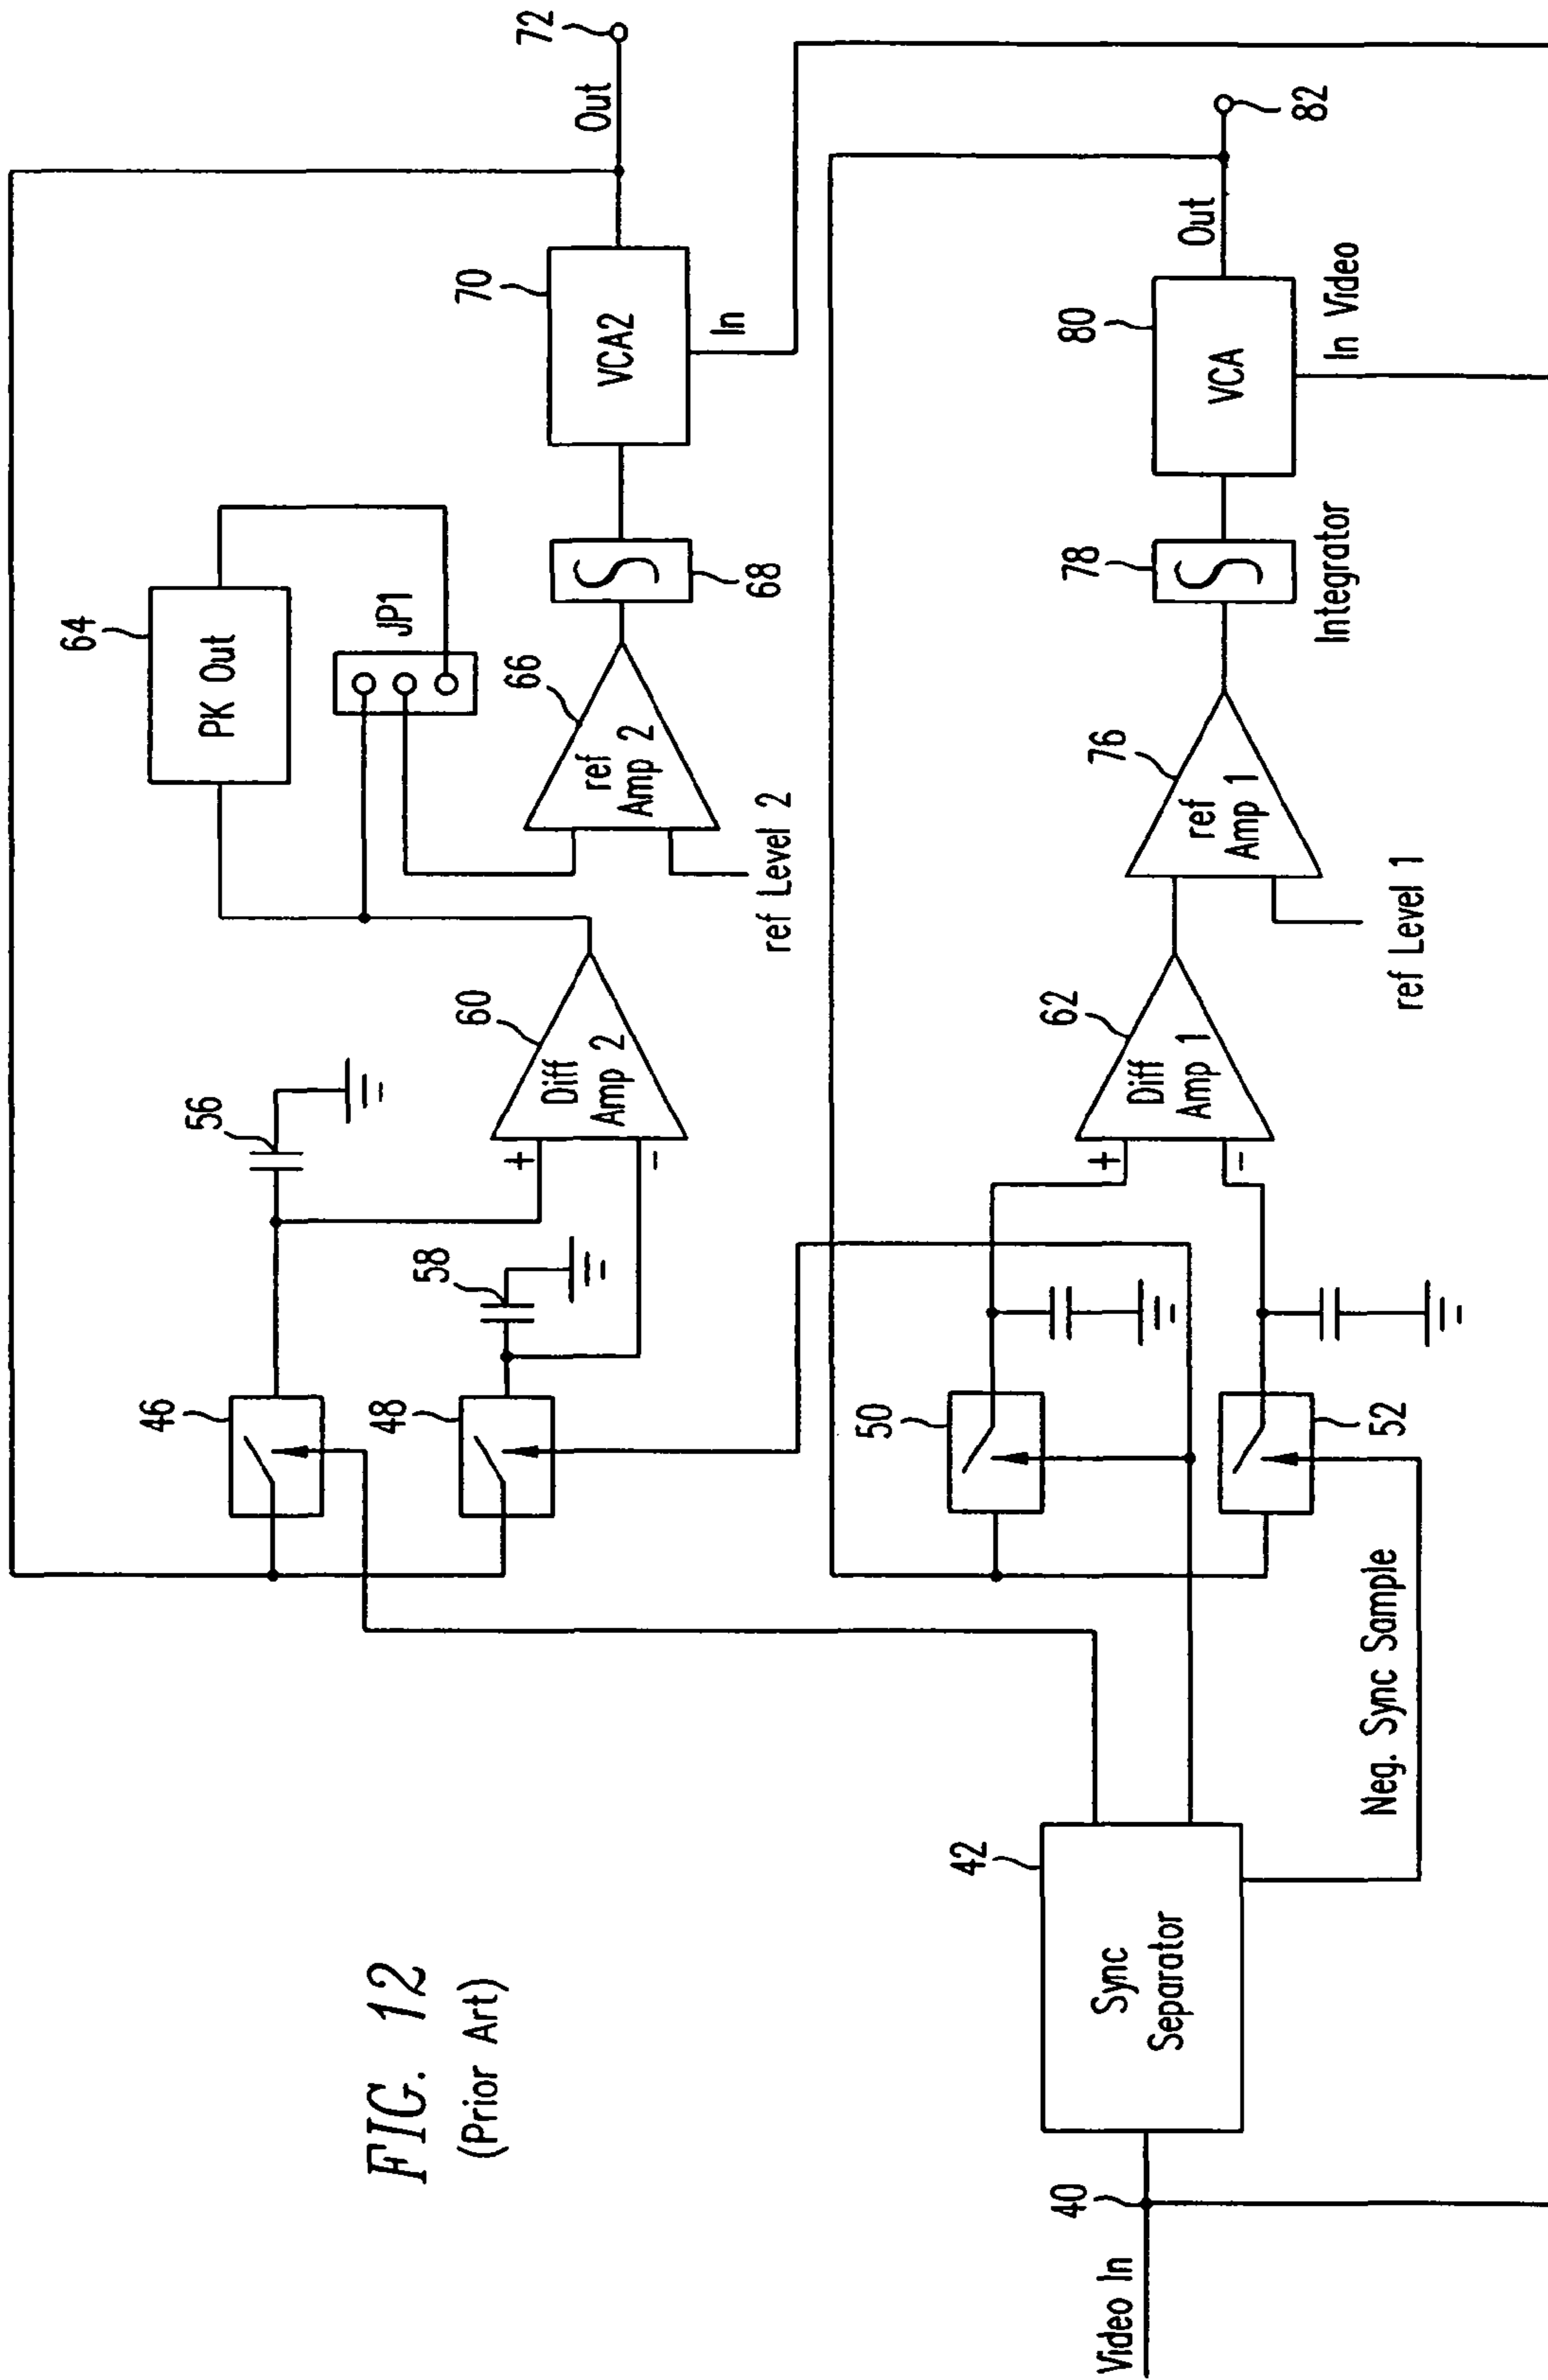 FIG. 12
(Prior Art)
Video In
40
Sync
Separator
42
Neg. Sync Sample
46
48
50
52
56
58
Diff
Amp 2
60
+
-
Diff
Amp 1
62
+
-
PK Out
64
JP1
ref
Amp 2
66
ref Level 2
68
VCA2
70
In
Out
72
ref
Amp 1
76
ref Level 1
78
Integrator
VCA
80
In Video
Out
82